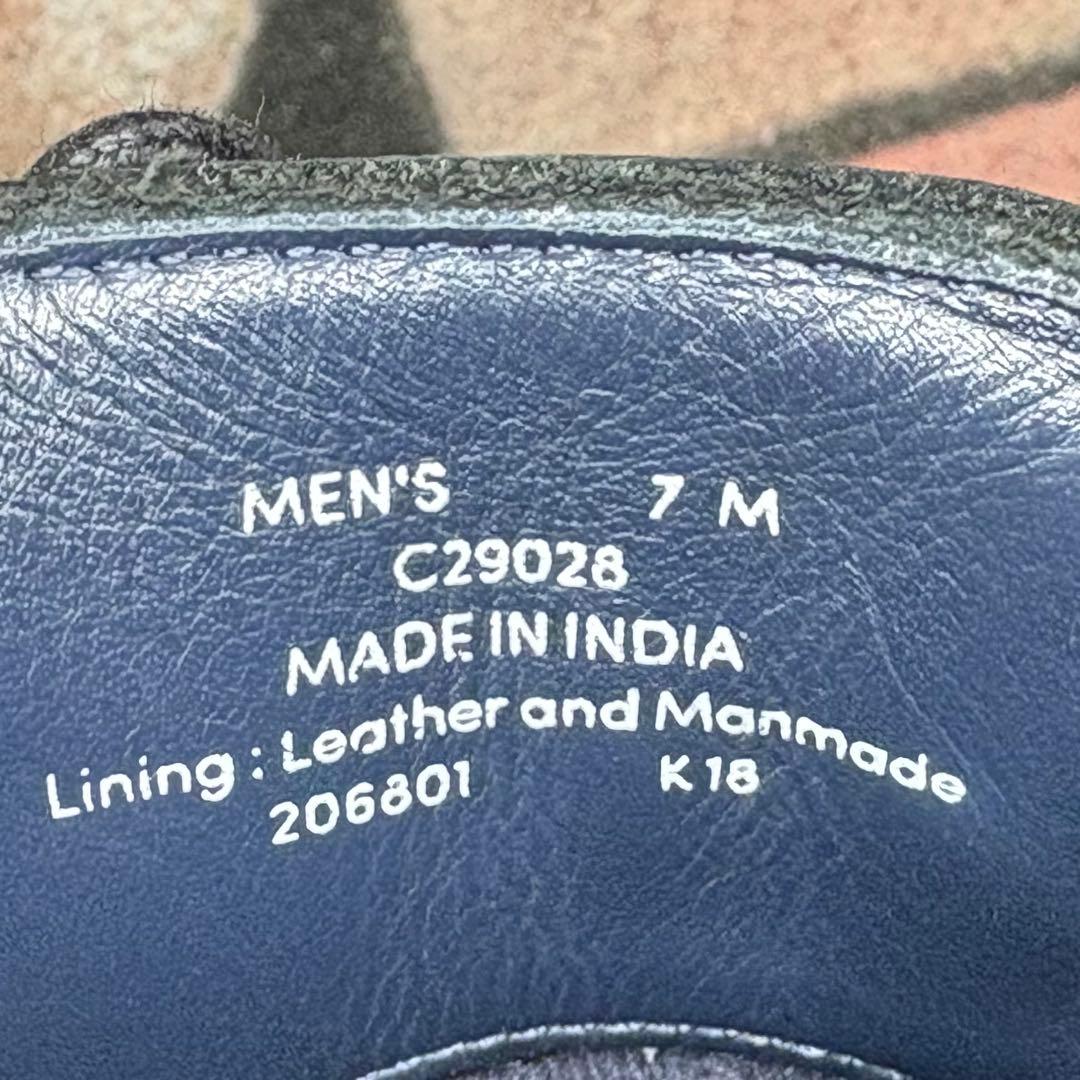 MEN'S 7 M
C29028
MADE IN INDIA
Lining : Leather and Manmade
206801 K18